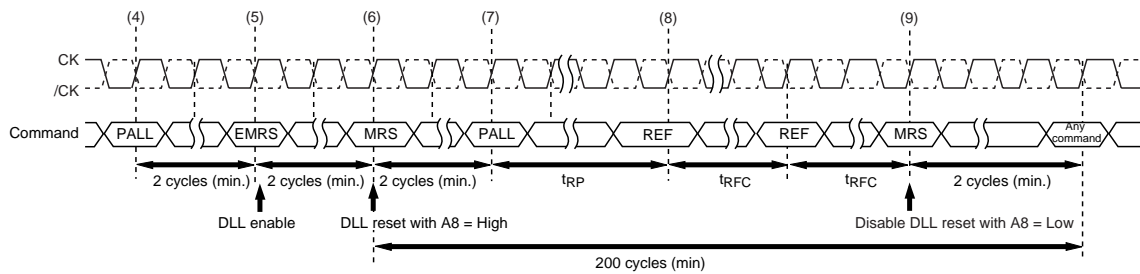 (4) (5) (6) (7) (8) (9)
CK
/CK
Command PALL EMRS MRS PALL REF REF MRS Any command
2 cycles (min.) 2 cycles (min.) 2 cycles (min.) tRP tRFC tRFC 2 cycles (min.)
DLL enable DLL reset with A8 = High Disable DLL reset with A8 = Low
200 cycles (min)